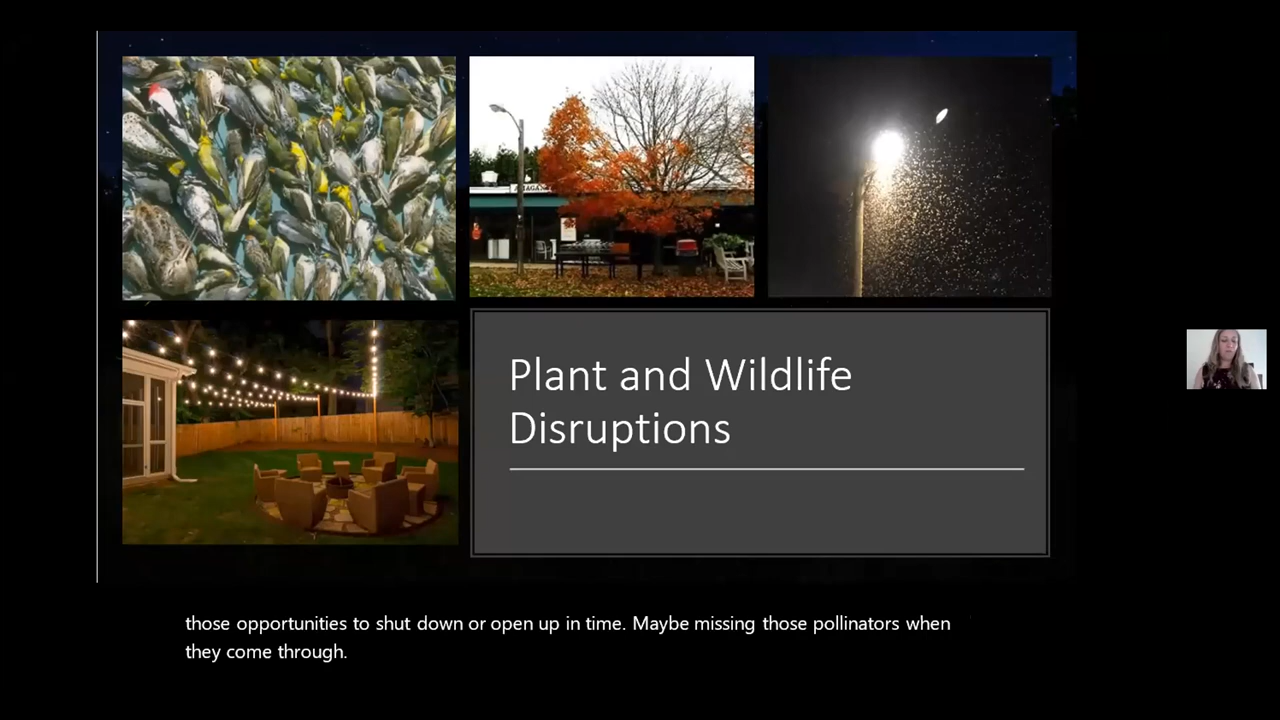 Plant and Wildlife
Disruptions
those opportunities to shut down or open up in time. Maybe missing those pollinators when
they come through.